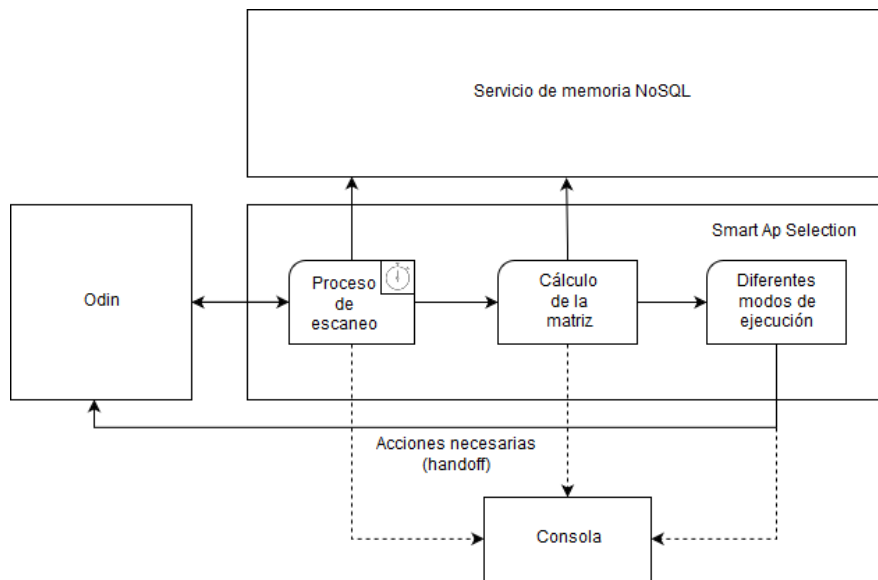 Servicio de memoria NoSQL
Smart Ap Selection
Odin
Proceso
de
escaneo
Cálculo
de la
matriz
Diferentes
modos de
ejecución
Acciones necesarias
(handoff)
Consola